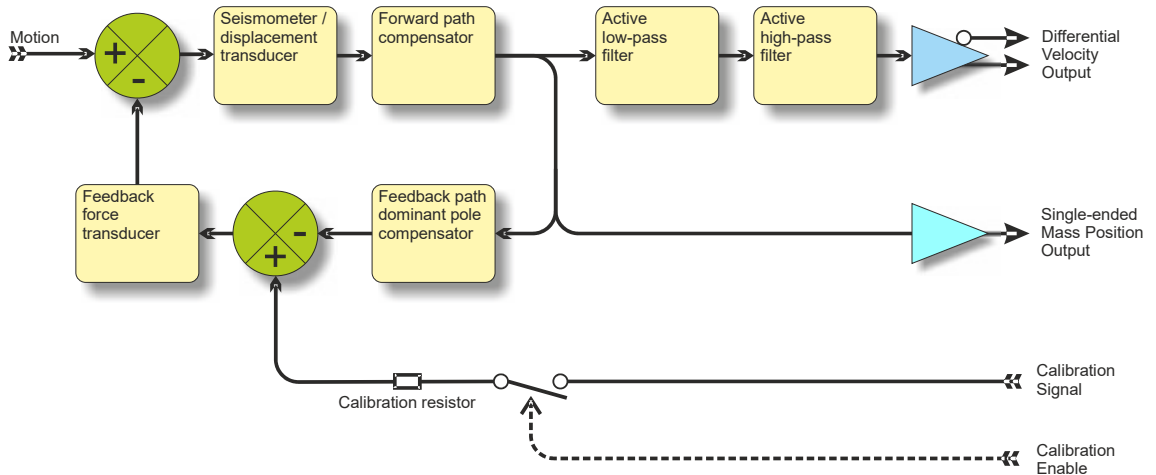 Motion
+
-
Seismometer /
displacement
transducer
Forward path
compensator
Active
low-pass
filter
Active
high-pass
filter
Differential
Velocity
Output
Feedback
force
transducer
-
+
Feedback path
dominant pole
compensator
Single-ended
Mass Position
Output
Calibration resistor
Calibration
Signal
Calibration
Enable